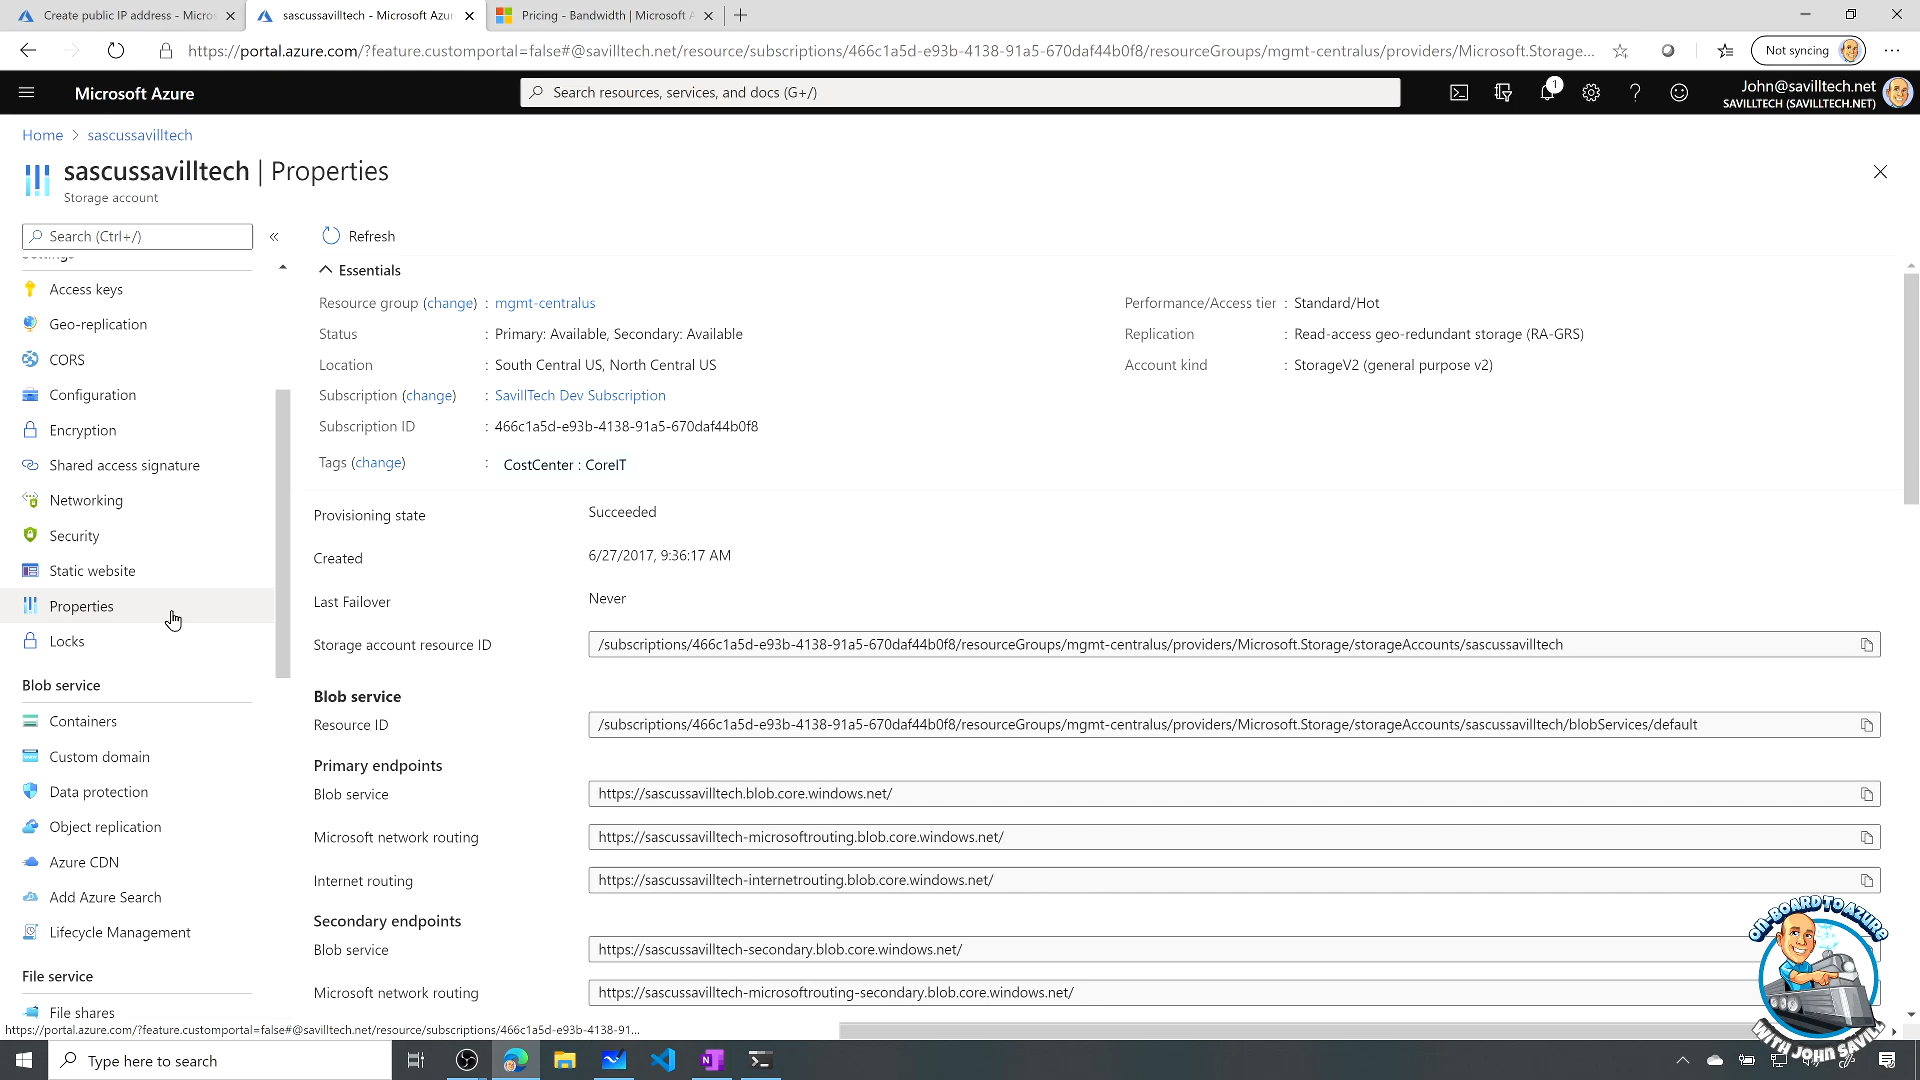 Create public IP address - Micros
sascussavilltech - Microsoft Azur
Pricing - Bandwidth | Microsoft A
https://portal.azure.com/?feature.customportal=false#@savilltech.net/resource/subscriptions/466c1a5d-e93b-4138-91a5-670daf44b0f8/resourceGroups/mgmt-centralus/providers/Microsoft.Storage...
Not syncing
Microsoft Azure
Search resources, services, and docs (G+/)
1
John@savilltech.net
SAVILLTECH (SAVILLTECH.NET)
Home > sascussavilltech
sascussavilltech | Properties
Storage account
Search (Ctrl+/)
«
Refresh
Settings
Access keys
Geo-replication
CORS
Configuration
Encryption
Shared access signature
Networking
Security
Static website
Properties
Locks
Blob service
Containers
Custom domain
Data protection
Object replication
Azure CDN
Add Azure Search
Lifecycle Management
File service
File shares
Essentials
Resource group (change) : mgmt-centralus
Status : Primary: Available, Secondary: Available
Location : South Central US, North Central US
Subscription (change) : SavillTech Dev Subscription
Subscription ID : 466c1a5d-e93b-4138-91a5-670daf44b0f8
Tags (change) : CostCenter : CoreIT
Performance/Access tier : Standard/Hot
Replication : Read-access geo-redundant storage (RA-GRS)
Account kind : StorageV2 (general purpose v2)
Provisioning state Succeeded
Created 6/27/2017, 9:36:17 AM
Last Failover Never
Storage account resource ID /subscriptions/466c1a5d-e93b-4138-91a5-670daf44b0f8/resourceGroups/mgmt-centralus/providers/Microsoft.Storage/storageAccounts/sascussavilltech
Blob service
Resource ID /subscriptions/466c1a5d-e93b-4138-91a5-670daf44b0f8/resourceGroups/mgmt-centralus/providers/Microsoft.Storage/storageAccounts/sascussavilltech/blobServices/default
Primary endpoints
Blob service https://sascussavilltech.blob.core.windows.net/
Microsoft network routing https://sascussavilltech-microsoftrouting.blob.core.windows.net/
Internet routing https://sascussavilltech-internetrouting.blob.core.windows.net/
Secondary endpoints
Blob service https://sascussavilltech-secondary.blob.core.windows.net/
Microsoft network routing https://sascussavilltech-microsoftrouting-secondary.blob.core.windows.net/
ON-BOARD TO AZURE
WITH JOHN SAVILL
https://portal.azure.com/?feature.customportal=false#@savilltech.net/resource/subscriptions/466c1a5d-e93b-4138-91...
Type here to search